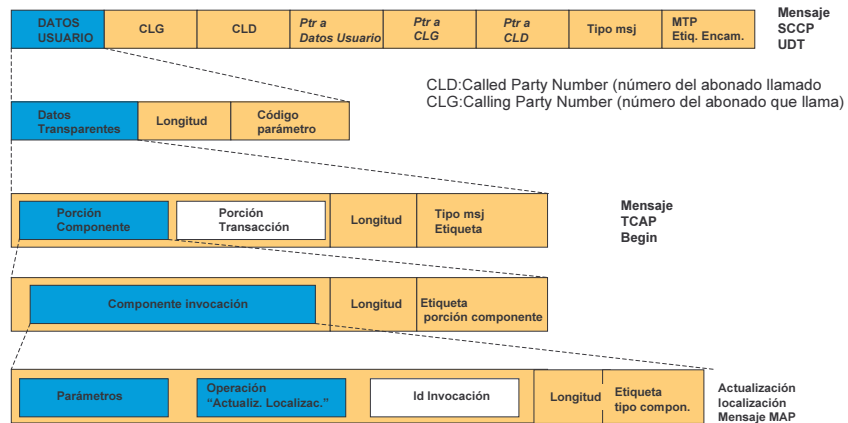 DATOS
USUARIO
CLG
CLD
Ptr a
Datos Usuario
Ptr a
CLG
Ptr a
CLD
Tipo msj
MTP
Etiq. Encam.
Mensaje
SCCP
UDT
CLD:Called Party Number (número del abonado llamado
CLG:Calling Party Number (número del abonado que llama)
Datos
Transparentes
Longitud
Código
parámetro
Porción
Componente
Porción
Transacción
Longitud
Tipo msj
Etiqueta
Mensaje
TCAP
Begin
Componente invocación
Longitud
Etiqueta
porción componente
Parámetros
Operación
“Actualiz. Localizac.”
Id Invocación
Longitud
Etiqueta
tipo compon.
Actualización
localización
Mensaje MAP